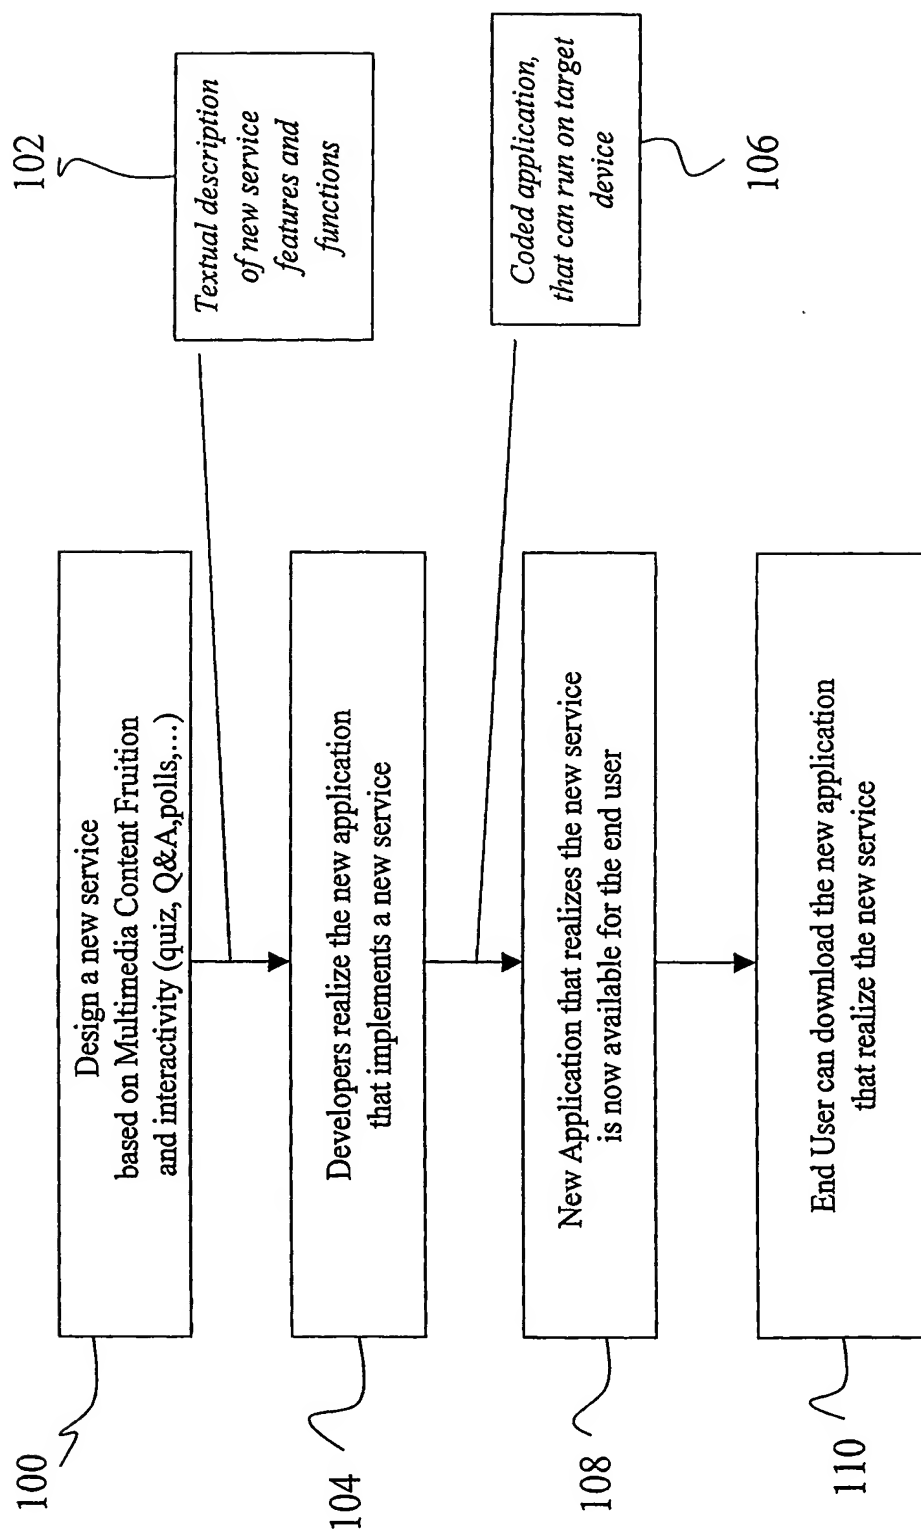 100
Design a new service
based on Multimedia Content Fruition
and interactivity (quiz, Q&A,polls,…)
102
Textual description
of new service
features and
functions
104
Developers realize the new application
that implements a new service
106
Coded application,
that can run on target
device
108
New Application that realizes the new service
is now available for the end user
110
End User can download the new application
that realize the new service